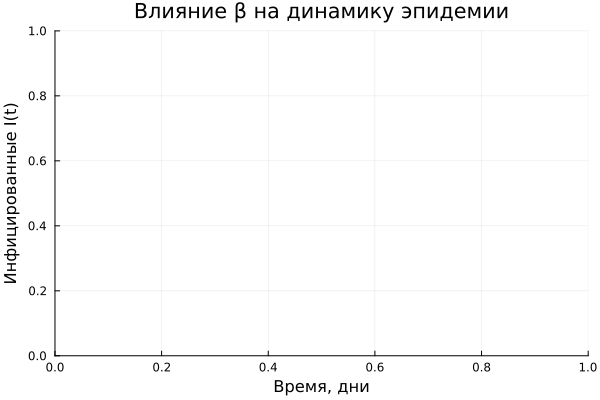 Влияние β на динамику эпидемии
Инфицированные I(t)
1.0
0.8
0.6
0.4
0.2
0.0
0.0 0.2 0.4 0.6 0.8 1.0
Время, дни